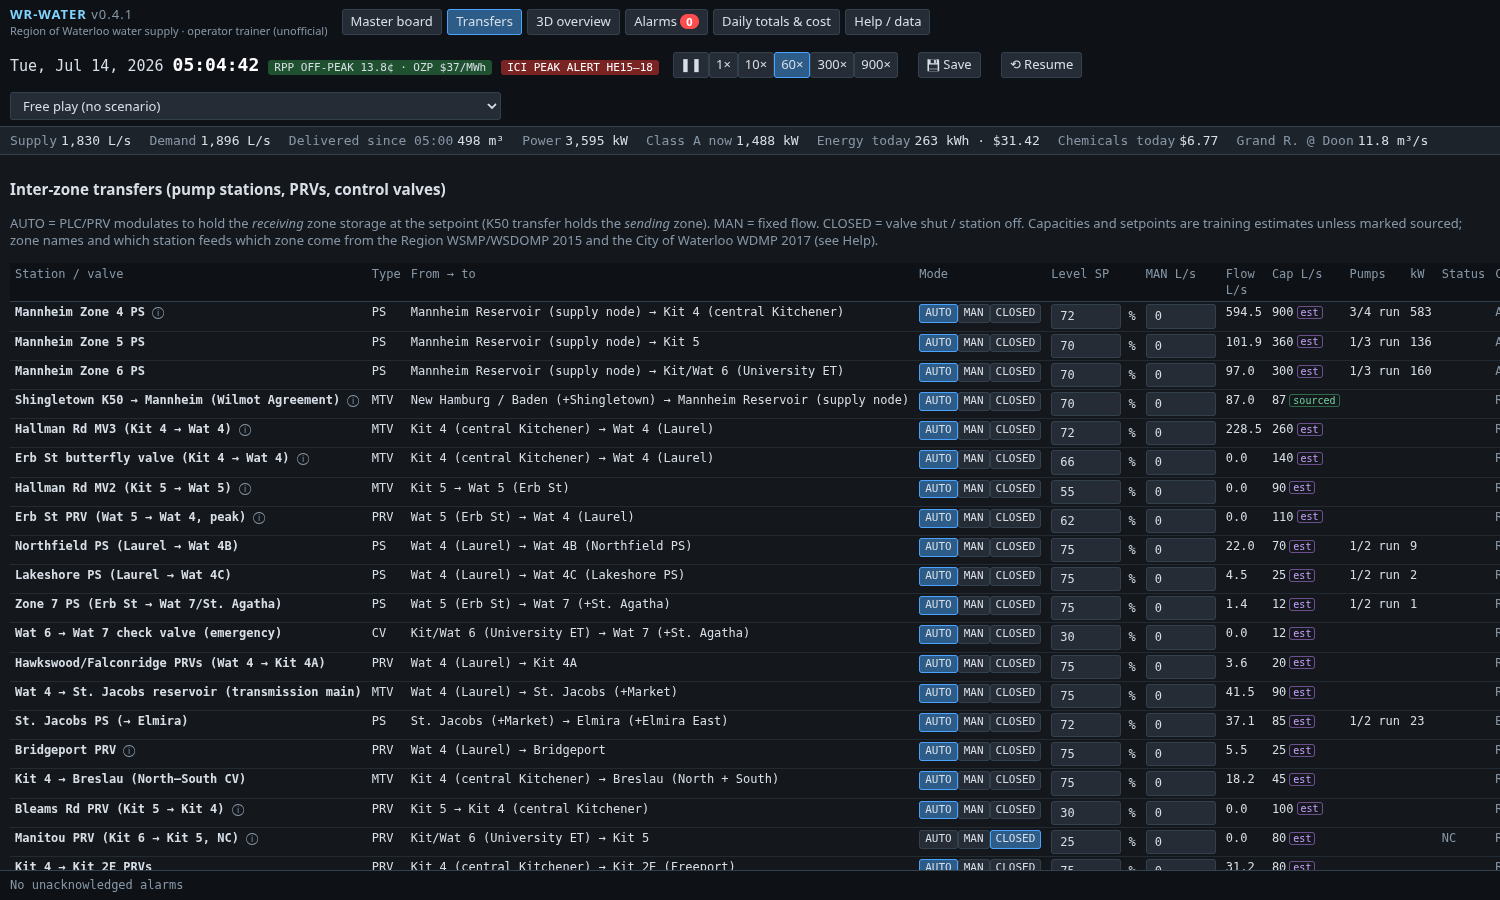 WR-WATER v0.4.1
Region of Waterloo water supply · operator trainer (unofficial)
Master board Transfers 3D overview Alarms 0 Daily totals & cost Help / data
Tue, Jul 14, 2026 05:04:42 RPP OFF-PEAK 13.8¢ · OZP $37/MWh ICI PEAK ALERT HE15–18 ❚❚ 1× 10× 60× 300× 900× 💾 Save ⟲ Resume
Free play (no scenario)
Supply 1,830 L/s Demand 1,896 L/s Delivered since 05:00 498 m³ Power 3,595 kW Class A now 1,488 kW Energy today 263 kWh · $31.42 Chemicals today $6.77 Grand R. @ Doon 11.8 m³/s
Inter-zone transfers (pump stations, PRVs, control valves)
AUTO = PLC/PRV modulates to hold the receiving zone storage at the setpoint (K50 transfer holds the sending zone). MAN = fixed flow. CLOSED = valve shut / station off. Capacities and setpoints are training estimates unless marked sourced;
zone names and which station feeds which zone come from the Region WSMP/WSDOMP 2015 and the City of Waterloo WDMP 2017 (see Help).
Station / valve Type From → to Mode Level SP MAN L/s Flow L/s Cap L/s Pumps kW Status
Mannheim Zone 4 PS ⓘ PS Mannheim Reservoir (supply node) → Kit 4 (central Kitchener) AUTO MAN CLOSED 72 % 0 594.5 900 est 3/4 run 583
Mannheim Zone 5 PS PS Mannheim Reservoir (supply node) → Kit 5 AUTO MAN CLOSED 70 % 0 101.9 360 est 1/3 run 136
Mannheim Zone 6 PS PS Mannheim Reservoir (supply node) → Kit/Wat 6 (University ET) AUTO MAN CLOSED 70 % 0 97.0 300 est 1/3 run 160
Shingletown K50 → Mannheim (Wilmot Agreement) ⓘ MTV New Hamburg / Baden (+Shingletown) → Mannheim Reservoir (supply node) AUTO MAN CLOSED 70 % 0 87.0 87 sourced
Hallman Rd MV3 (Kit 4 → Wat 4) ⓘ MTV Kit 4 (central Kitchener) → Wat 4 (Laurel) AUTO MAN CLOSED 72 % 0 228.5 260 est
Erb St butterfly valve (Kit 4 → Wat 4) ⓘ MTV Kit 4 (central Kitchener) → Wat 4 (Laurel) AUTO MAN CLOSED 66 % 0 0.0 140 est
Hallman Rd MV2 (Kit 5 → Wat 5) ⓘ MTV Kit 5 → Wat 5 (Erb St) AUTO MAN CLOSED 55 % 0 0.0 90 est
Erb St PRV (Wat 5 → Wat 4, peak) ⓘ PRV Wat 5 (Erb St) → Wat 4 (Laurel) AUTO MAN CLOSED 62 % 0 0.0 110 est
Northfield PS (Laurel → Wat 4B) PS Wat 4 (Laurel) → Wat 4B (Northfield PS) AUTO MAN CLOSED 75 % 0 22.0 70 est 1/2 run 9
Lakeshore PS (Laurel → Wat 4C) PS Wat 4 (Laurel) → Wat 4C (Lakeshore PS) AUTO MAN CLOSED 75 % 0 4.5 25 est 1/2 run 2
Zone 7 PS (Erb St → Wat 7/St. Agatha) PS Wat 5 (Erb St) → Wat 7 (+St. Agatha) AUTO MAN CLOSED 75 % 0 1.4 12 est 1/2 run 1
Wat 6 → Wat 7 check valve (emergency) CV Kit/Wat 6 (University ET) → Wat 7 (+St. Agatha) AUTO MAN CLOSED 30 % 0 0.0 12 est
Hawkswood/Falconridge PRVs (Wat 4 → Kit 4A) PRV Wat 4 (Laurel) → Kit 4A AUTO MAN CLOSED 75 % 0 3.6 20 est
Wat 4 → St. Jacobs reservoir (transmission main) MTV Wat 4 (Laurel) → St. Jacobs (+Market) AUTO MAN CLOSED 75 % 0 41.5 90 est
St. Jacobs PS (→ Elmira) PS St. Jacobs (+Market) → Elmira (+Elmira East) AUTO MAN CLOSED 72 % 0 37.1 85 est 1/2 run 23
Bridgeport PRV ⓘ PRV Wat 4 (Laurel) → Bridgeport AUTO MAN CLOSED 75 % 0 5.5 25 est
Kit 4 → Breslau (North–South CV) MTV Kit 4 (central Kitchener) → Breslau (North + South) AUTO MAN CLOSED 75 % 0 18.2 45 est
Bleams Rd PRV (Kit 5 → Kit 4) ⓘ PRV Kit 5 → Kit 4 (central Kitchener) AUTO MAN CLOSED 30 % 0 0.0 100 est
Manitou PRV (Kit 6 → Kit 5, NC) ⓘ PRV Kit/Wat 6 (University ET) → Kit 5 AUTO MAN CLOSED 25 % 0 0.0 80 est NC
Kit 4 → Kit 2E PRVs PRV Kit 4 (central Kitchener) → Kit 2E (Freeport) AUTO MAN CLOSED 75 % 0 31.2 80 est
No unacknowledged alarms